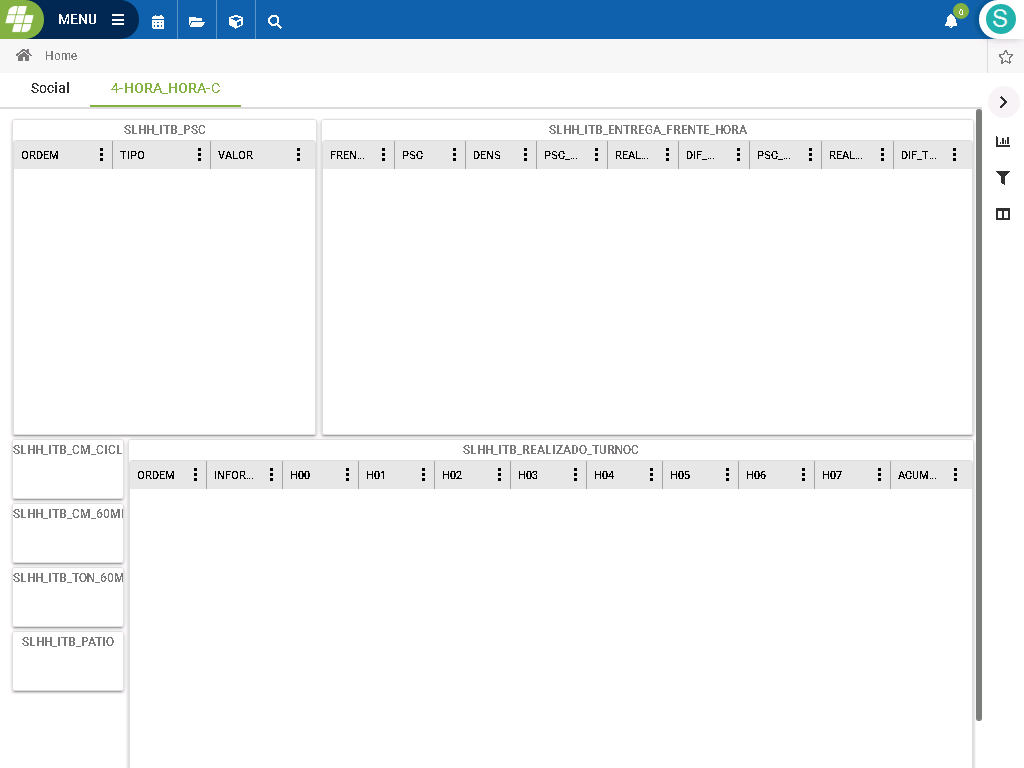 MENU
0
S
Home
Social
4-HORA_HORA-C
SLHH_ITB_PSC
ORDEM TIPO VALOR
SLHH_ITB_ENTREGA_FRENTE_HORA
FREN... PSC DENS PSC_... REAL... DIF_... PSC_... REAL... DIF_T...
SLHH_ITB_CM_CICL
SLHH_ITB_CM_60MI
SLHH_ITB_TON_60M
SLHH_ITB_PATIO
SLHH_ITB_REALIZADO_TURNOC
ORDEM INFOR... H00 H01 H02 H03 H04 H05 H06 H07 ACUM...